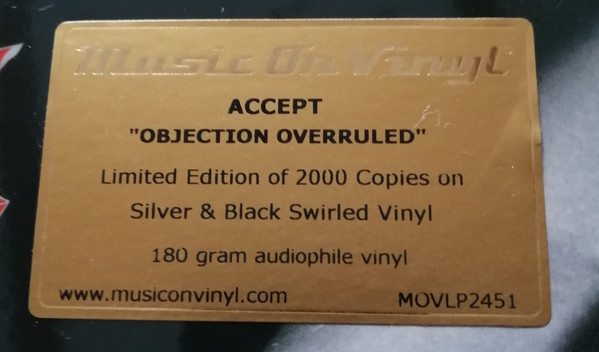 Music On Vinyl
ACCEPT
"OBJECTION OVERRULED"
Limited Edition of 2000 Copies on
Silver & Black Swirled Vinyl
180 gram audiophile vinyl
www.musiconvinyl.com MOVLP2451